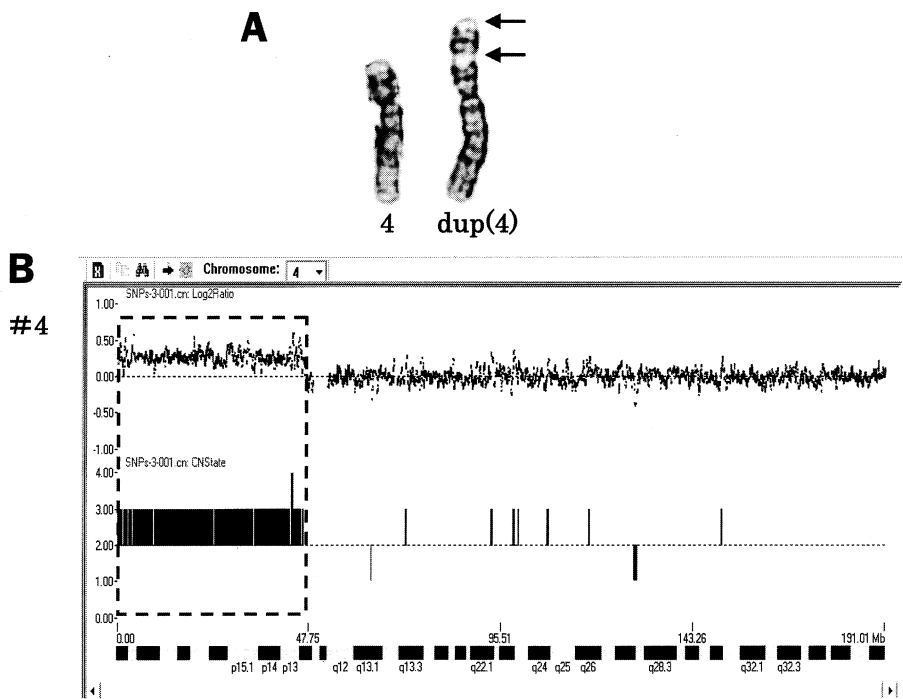 A
4 dup(4)
B
Chromosome: 4
#4
SNPs-3-001.cn: Log2Ratio
1.00
0.50
0.00
-0.50
-1.00
SNPs-3-001.cn: CNState
4.00
3.00
2.00
1.00
0.00
0.00 47.75 95.51 143.26 191.01 Mb
p15.1 p14 p13 q12 q13.1 q13.3 q22.1 q24 q25 q26 q28.3 q32.1 q32.3